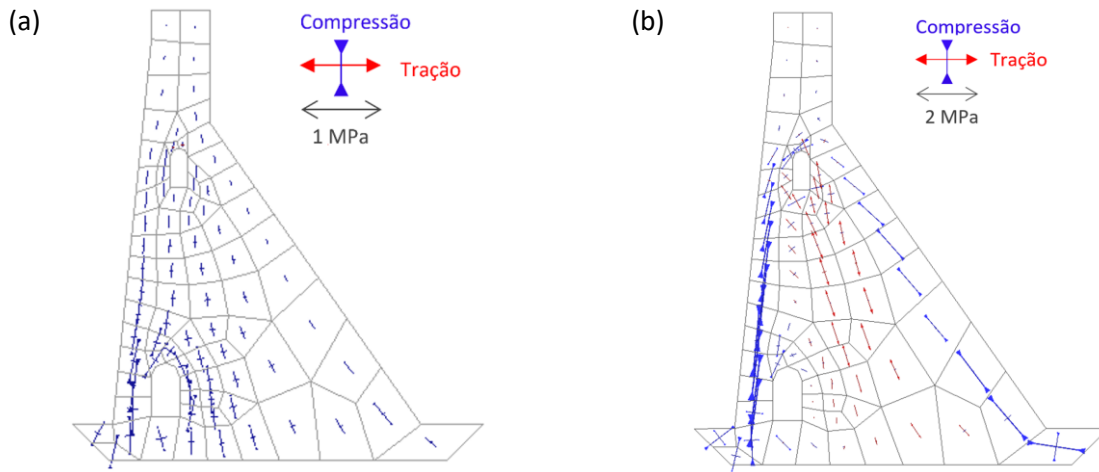 (a)
Compressão
Tração
1 MPa
(b)
Compressão
Tração
2 MPa